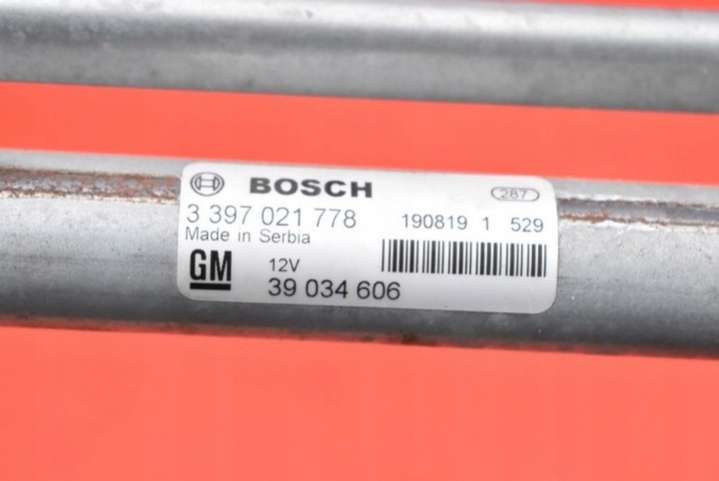 BOSCH 287
3 397 021 778 190819 1 529
Made in Serbia
GM 12V
39 034 606